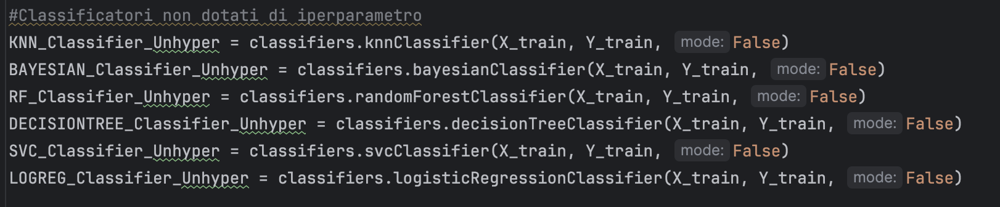 #Classificatori non dotati di iperparametro
KNN_Classifier_Unhyper = classifiers.knnClassifier(X_train, Y_train, mode: False)
BAYESIAN_Classifier_Unhyper = classifiers.bayesianClassifier(X_train, Y_train, mode: False)
RF_Classifier_Unhyper = classifiers.randomForestClassifier(X_train, Y_train, mode: False)
DECISIONTREE_Classifier_Unhyper = classifiers.decisionTreeClassifier(X_train, Y_train, mode: False)
SVC_Classifier_Unhyper = classifiers.svcClassifier(X_train, Y_train, mode: False)
LOGREG_Classifier_Unhyper = classifiers.logisticRegressionClassifier(X_train, Y_train, mode: False)